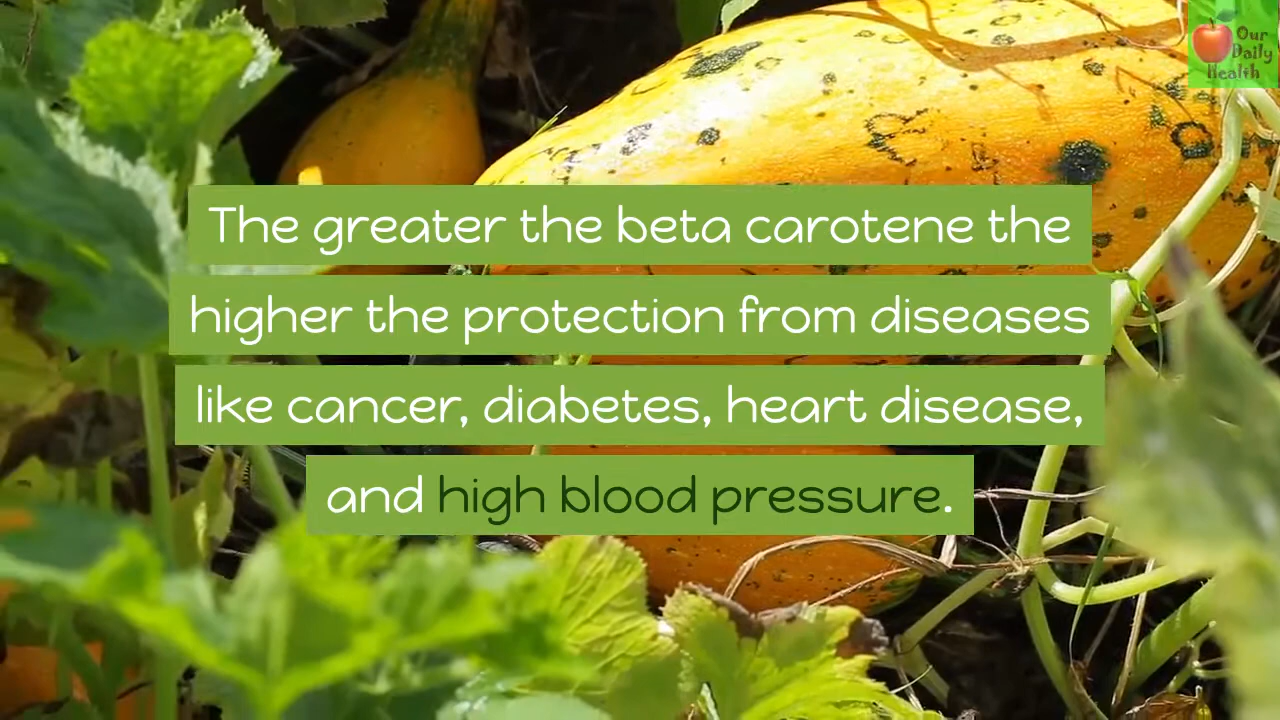 Our
Daily
Health
The greater the beta carotene the
higher the protection from diseases
like cancer, diabetes, heart disease,
and high blood pressure.